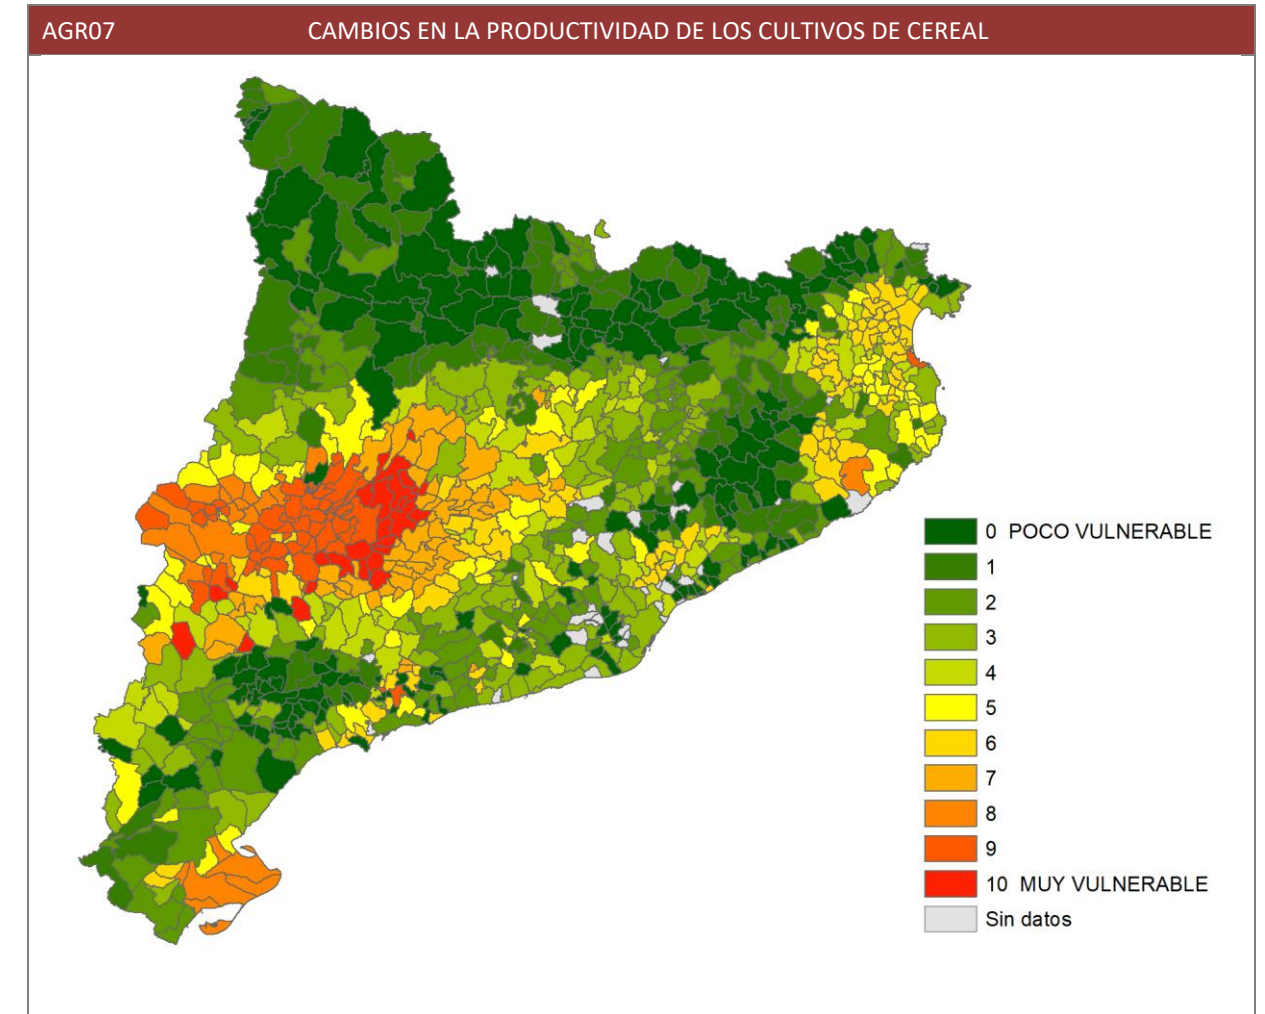 AGR07 CAMBIOS EN LA PRODUCTIVIDAD DE LOS CULTIVOS DE CEREAL
0 POCO VULNERABLE
1
2
3
4
5
6
7
8
9
10 MUY VULNERABLE
Sin datos